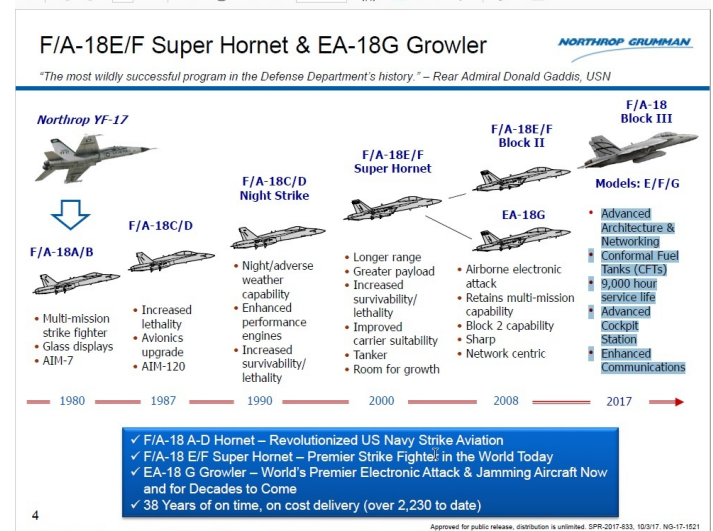 F/A-18E/F Super Hornet & EA-18G Growler
NORTHROP GRUMMAN
“The most wildly successful program in the Defense Department’s history.” – Rear Admiral Donald Gaddis, USN
Northrop YF-17
F/A-18A/B
• Multi-mission
strike fighter
• Glass displays
• AIM-7
F/A-18C/D
• Increased
lethality
• Avionics
upgrade
• AIM-120
F/A-18C/D
Night Strike
• Night/adverse
weather
capability
• Enhanced
performance
engines
• Increased
survivability/
lethality
F/A-18E/F
Super Hornet
• Longer range
• Greater payload
• Increased
survivability/
lethality
• Improved
carrier suitability
• Tanker
• Room for growth
F/A-18E/F
Block II
EA-18G
• Airborne electronic
attack
• Retains multi-mission
capability
• Block 2 capability
• Sharp
• Network centric
F/A-18
Block III
Models: E/F/G
• Advanced
Architecture &
Networking
• Conformal Fuel
Tanks (CFTs)
• 9,000 hour
service life
• Advanced
Cockpit
Station
• Enhanced
Communications
1980
1987
1990
2000
2008
2017
✓ F/A-18 A-D Hornet – Revolutionized US Navy Strike Aviation
✓ F/A-18 E/F Super Hornet – Premier Strike Fighter in the World Today
✓ EA-18 G Growler – World’s Premier Electronic Attack & Jamming Aircraft Now
and for Decades to Come
✓ 38 Years of on time, on cost delivery (over 2,230 to date)
4
Approved for public release, distribution is unlimited. SPR-2017-833, 10/3/17. NG-17-1521